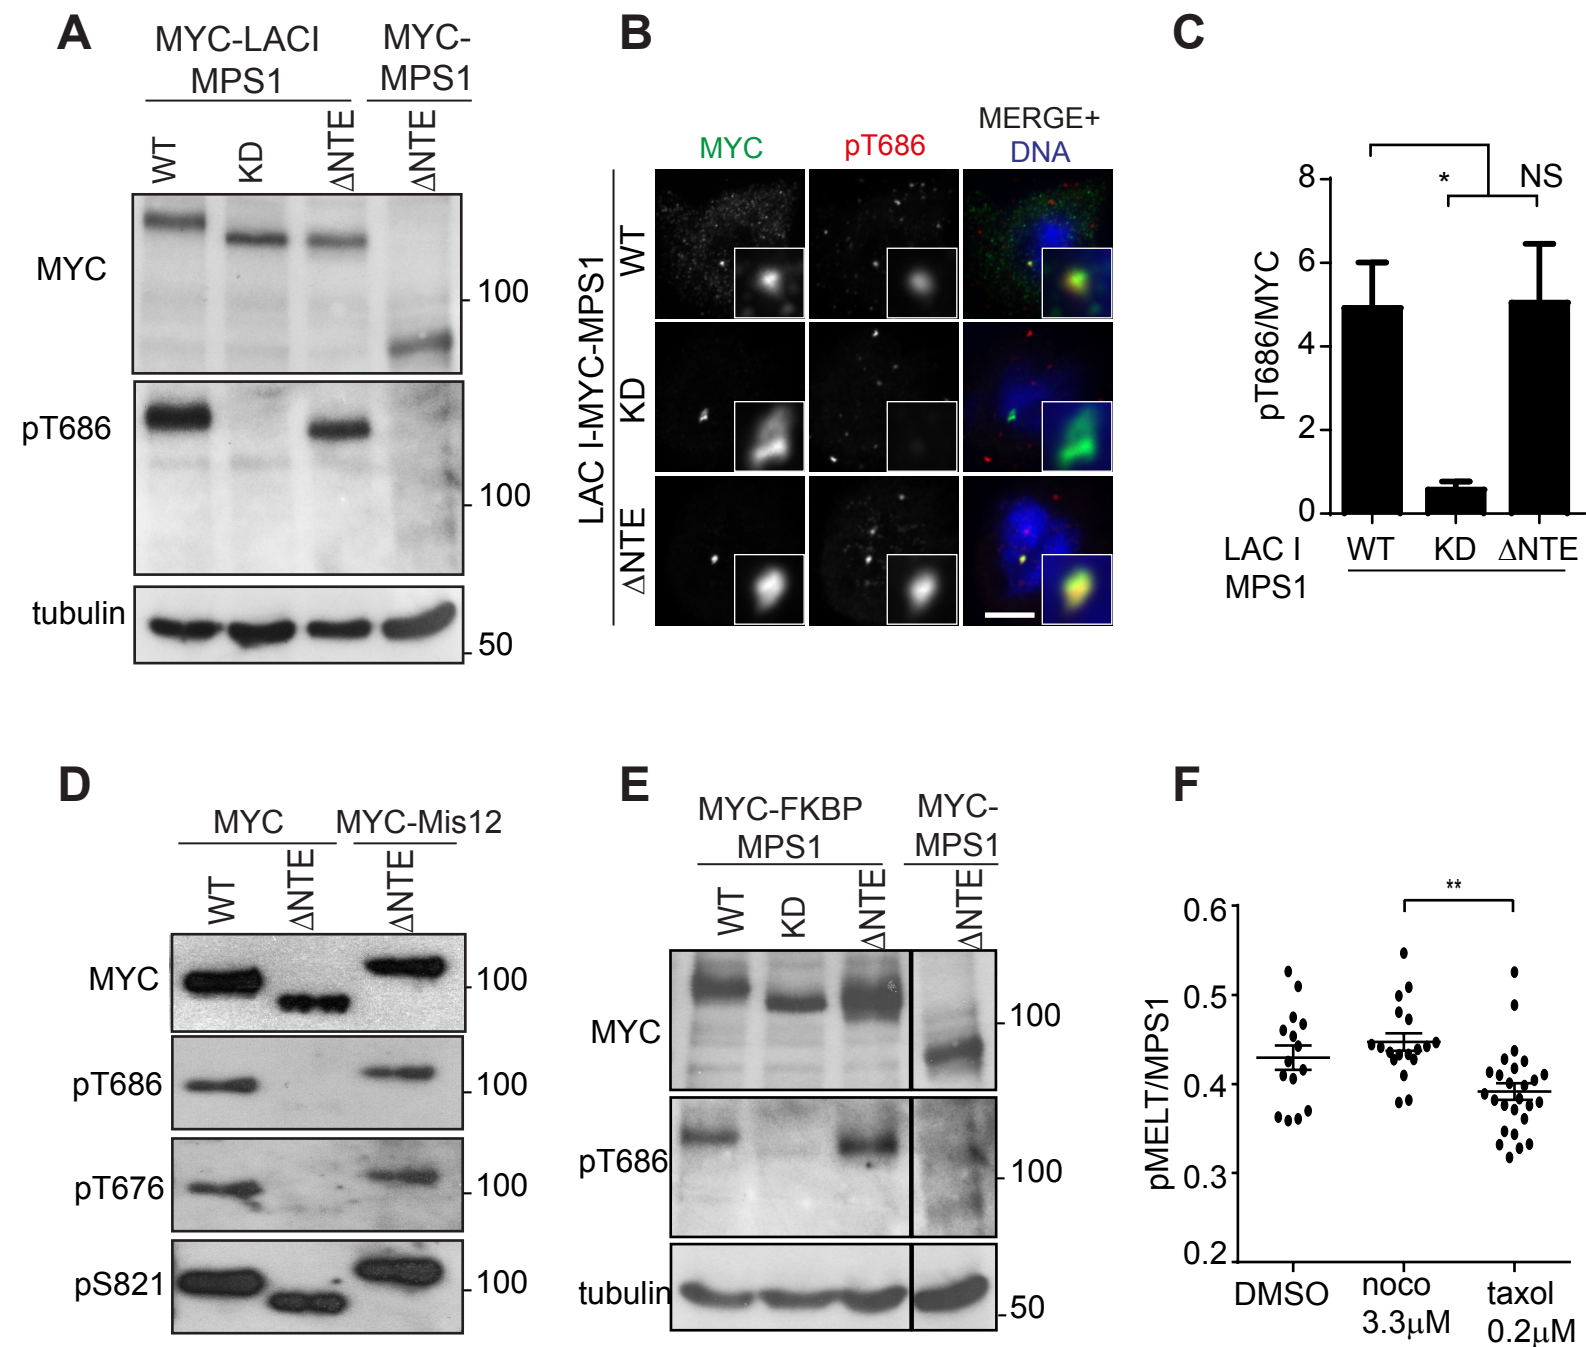 A
MYC-LACI
MPS1
MYC-
MPS1
WT
KD
ΔNTE
ΔNTE
MYC
100
pT686
100
tubulin
50
B
MYC
pT686
MERGE+
DNA
LAC I-MYC-MPS1
WT
KD
ΔNTE
C
pT686/MYC
8
6
4
2
0
*
NS
LAC I
MPS1
WT
KD
ΔNTE
D
MYC
MYC-Mis12
WT
ΔNTE
ΔNTE
MYC
100
pT686
100
pT676
100
pS821
100
E
MYC-FKBP
MPS1
MYC-
MPS1
WT
KD
ΔNTE
ΔNTE
MYC
100
pT686
100
tubulin
50
F
pMELT/MPS1
0.6
0.5
0.4
0.3
0.2
**
DMSO
noco
3.3µM
taxol
0.2µM